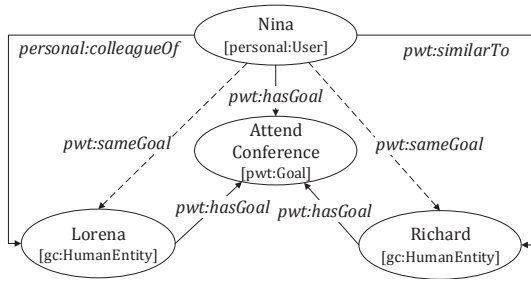 Nina
[personal:User]
personal:colleagueOf
pwt:similarTo
pwt:hasGoal
Attend
Conference
[pwt:Goal]
pwt:sameGoal
pwt:sameGoal
pwt:hasGoal
pwt:hasGoal
Lorena
[gc:HumanEntity]
Richard
[gc:HumanEntity]